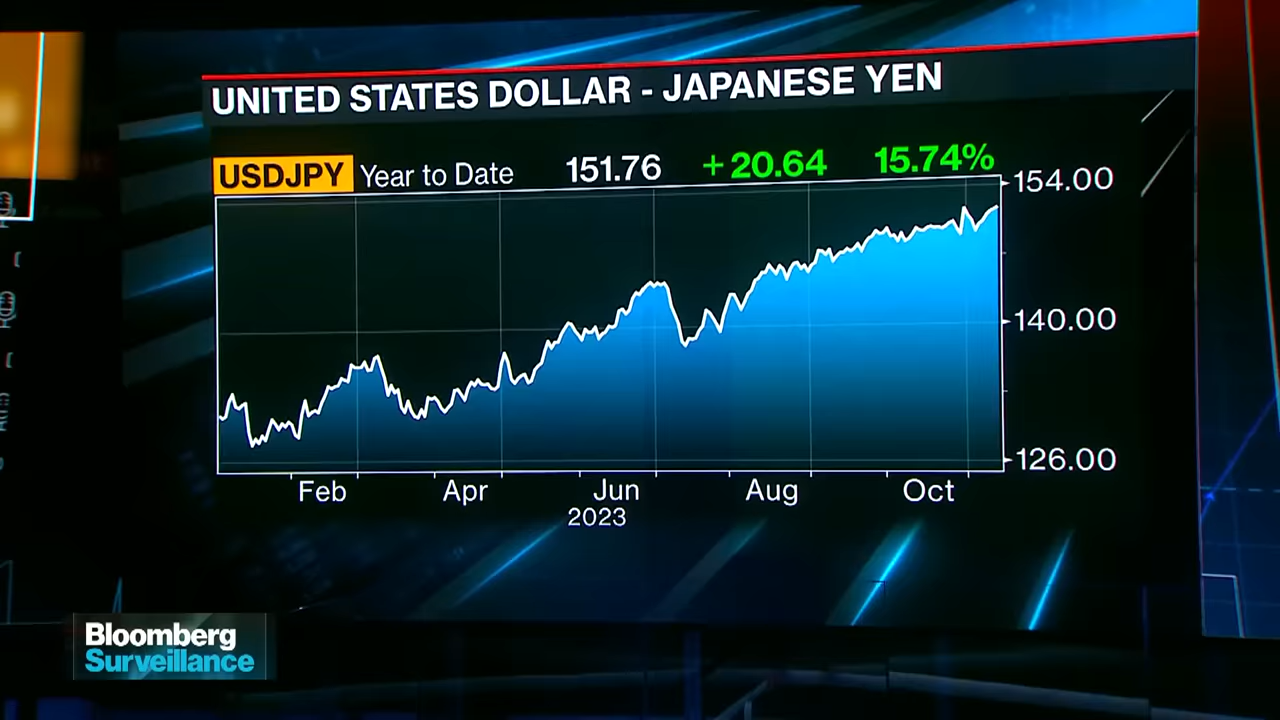 UNITED STATES DOLLAR - JAPANESE YEN
USDJPY Year to Date 151.76 +20.64 15.74%
154.00
140.00
126.00
Feb Apr Jun Aug Oct
2023
Bloomberg
Surveillance